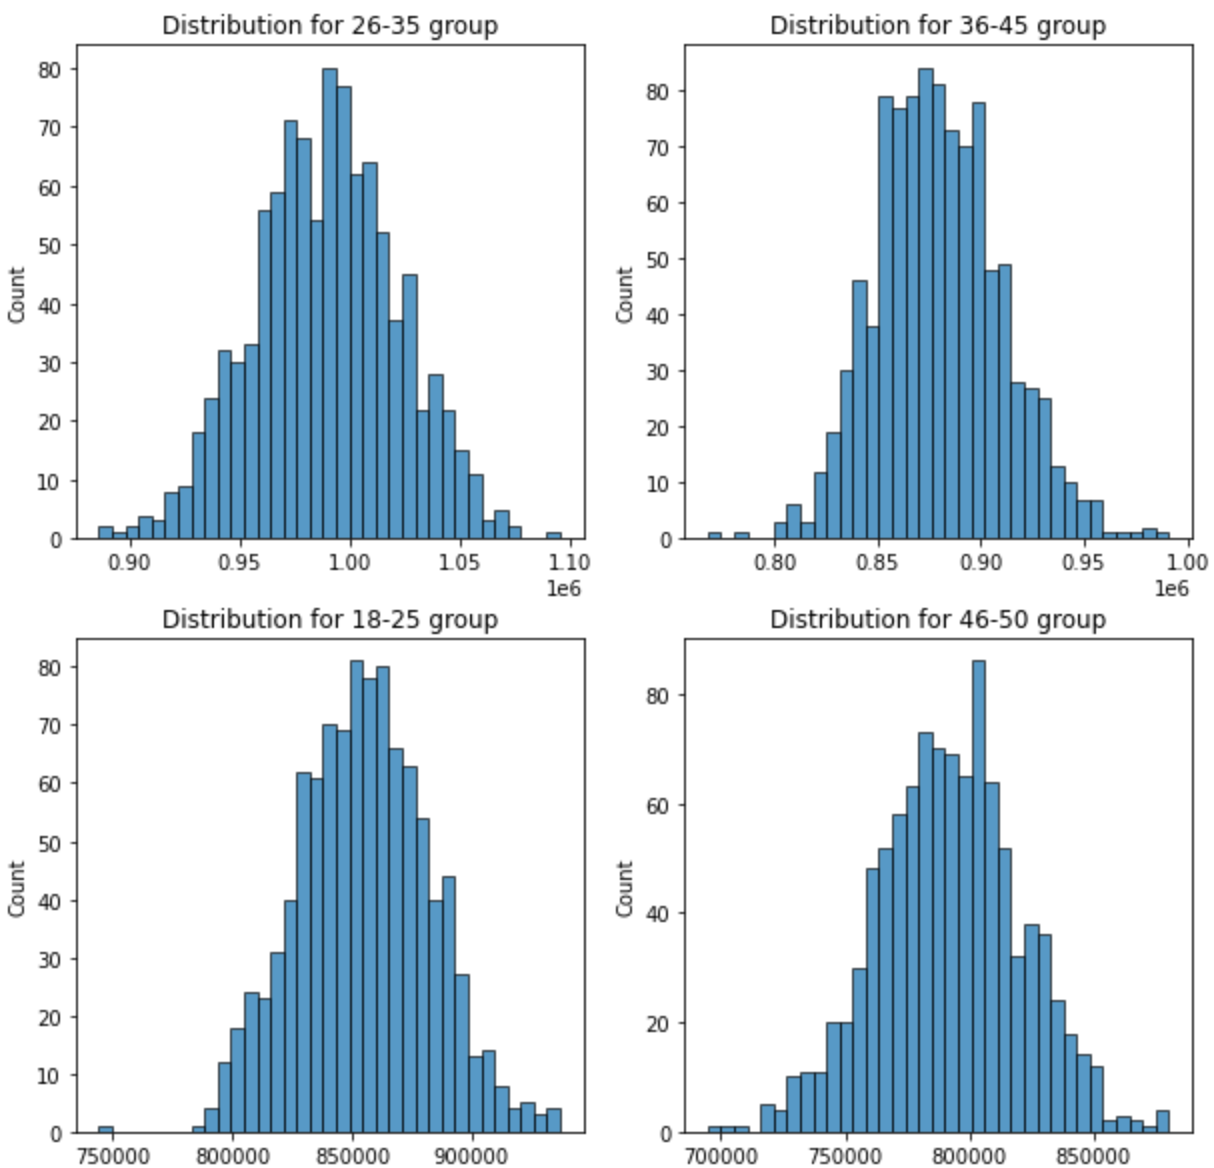 Distribution for 26-35 group
80
70
60
50
40
30
20
10
0
Count
0.90 0.95 1.00 1.05 1.10
1e6
Distribution for 36-45 group
80
70
60
50
40
30
20
10
0
Count
0.80 0.85 0.90 0.95 1.00
1e6
Distribution for 18-25 group
80
70
60
50
40
30
20
10
0
Count
750000 800000 850000 900000
Distribution for 46-50 group
80
60
40
20
0
Count
700000 750000 800000 850000